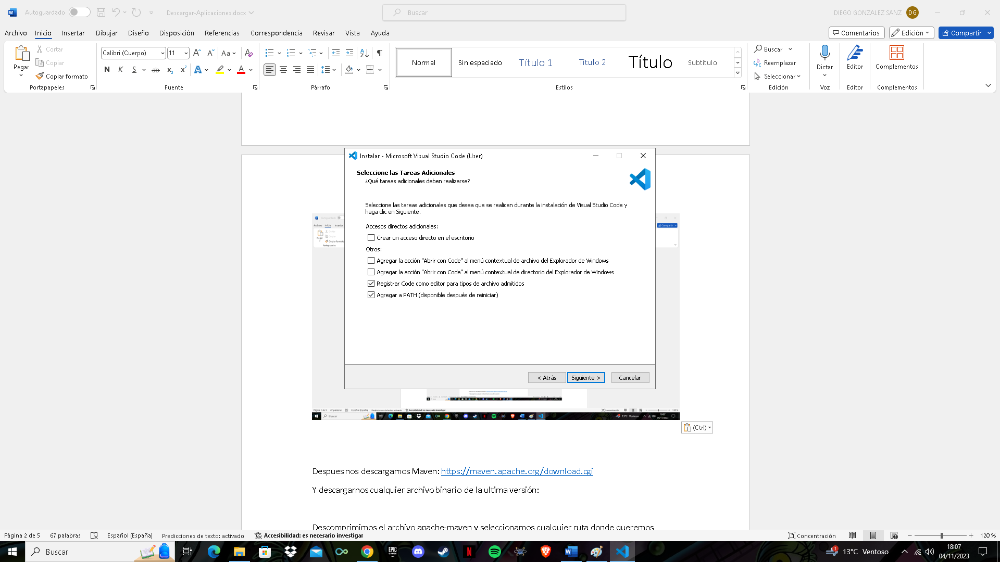 Autoguardado
Descargar-Aplicaciones.docx
Buscar
DIEGO GONZALEZ SANZ
DG
Archivo Inicio Insertar Dibujar Diseño Disposición Referencias Correspondencia Revisar Vista Ayuda
Comentarios Edición Compartir
Pegar
Cortar
Copiar
Copiar formato
Portapapeles
Calibri (Cuerpo) 11
Aa
N K S ab x₂ x² A A
Fuente
Párrafo
Normal
Sin espaciado
Título 1
Título 2
Título
Subtítulo
Estilos
Buscar
Reemplazar
Seleccionar
Edición
Dictar
Voz
Editor
Editor
Complementos
Complementos
Instalar - Microsoft Visual Studio Code (User)
Seleccione las Tareas Adicionales
¿Qué tareas adicionales deben realizarse?
Seleccione las tareas adicionales que desea que se realicen durante la instalación de Visual Studio Code y
haga clic en Siguiente.
Accesos directos adicionales:
Crear un acceso directo en el escritorio
Otros:
Agregar la acción "Abrir con Code" al menú contextual de archivo del Explorador de Windows
Agregar la acción "Abrir con Code" al menú contextual de directorio del Explorador de Windows
Registrar Code como editor para tipos de archivo admitidos
Agregar a PATH (disponible después de reiniciar)
< Atrás Siguiente > Cancelar
(Ctrl)
Despues nos descargamos Maven: https://maven.apache.org/download.cgi
Y descargarnos cualquier archivo binario de la ultima versión:
Descomprimimos el archivo apache-maven y seleccionamos cualquier ruta donde queremos
Página 2 de 5 67 palabras Español (España) Predicciones de texto: activado Accesibilidad: es necesario investigar
Concentración
120 %
Buscar
EPIC GAMES
13°C Ventoso
18:07
04/11/2023